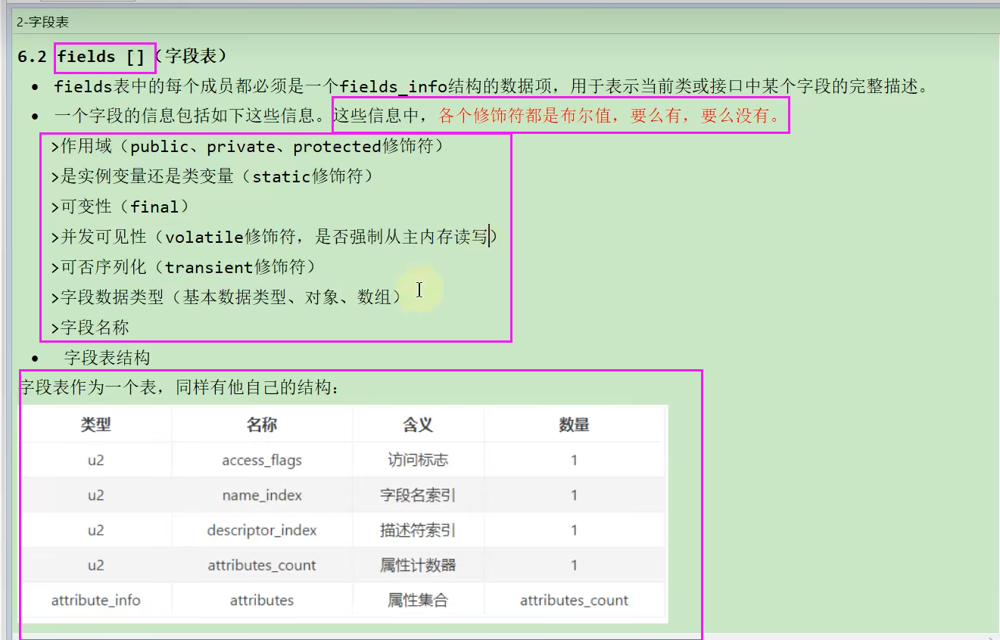 2-字段表
6.2 fields []（字段表）
• fields表中的每个成员都必须是一个fields_info结构的数据项，用于表示当前类或接口中某个字段的完整描述。
• 一个字段的信息包括如下这些信息。这些信息中，各个修饰符都是布尔值，要么有，要么没有。
>作用域（public、private、protected修饰符）
>是实例变量还是类变量（static修饰符）
>可变性（final）
>并发可见性（volatile修饰符，是否强制从主内存读写）
>可否序列化（transient修饰符）
>字段数据类型（基本数据类型、对象、数组）
>字段名称
• 字段表结构
字段表作为一个表，同样有他自己的结构：
类型 名称 含义 数量
u2 access_flags 访问标志 1
u2 name_index 字段名索引 1
u2 descriptor_index 描述符索引 1
u2 attributes_count 属性计数器 1
attribute_info attributes 属性集合 attributes_count